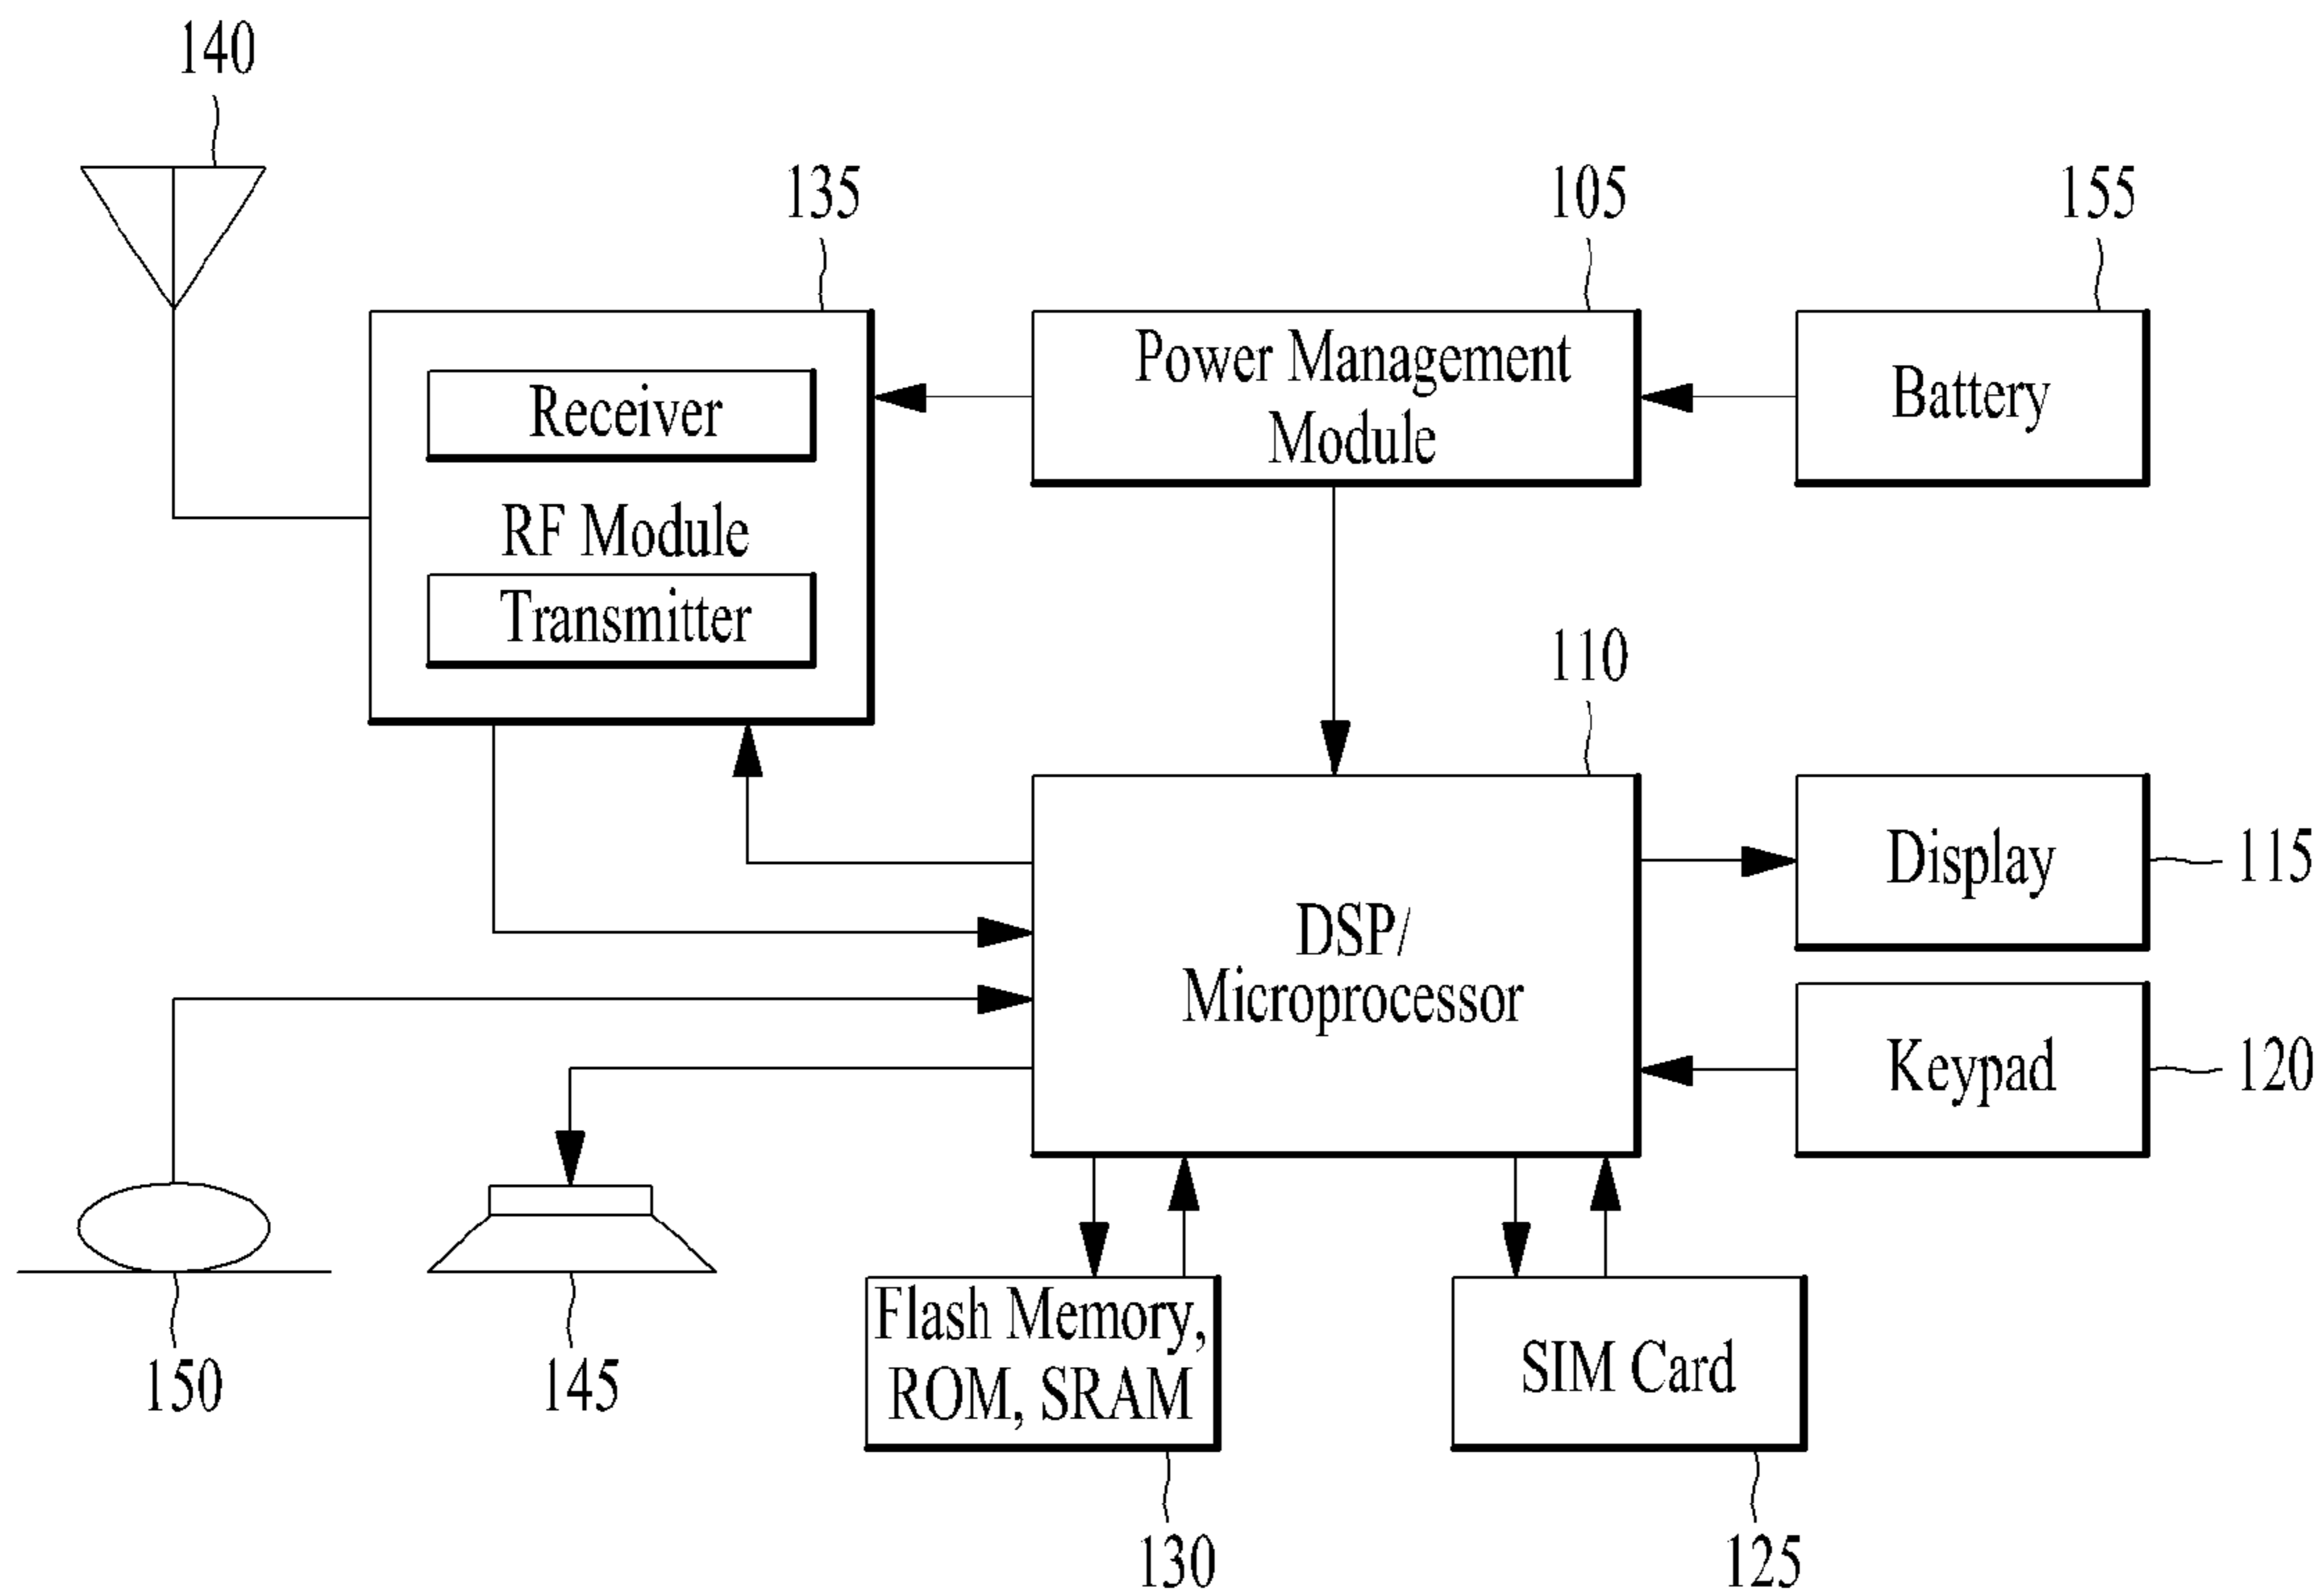 140
135
105
155
Receiver
RF Module
Transmitter
Power Management
Module
Battery
110
DSP/
Microprocessor
Display
115
Keypad
120
150
145
Flash Memory,
ROM, SRAM
SIM Card
130
125